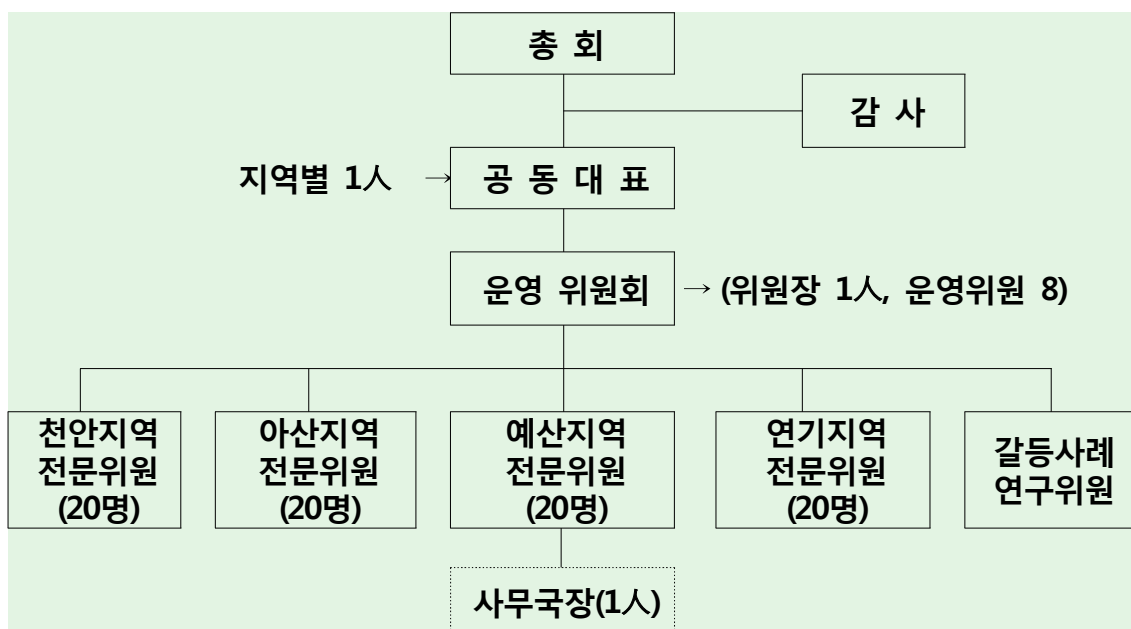 총 회
감 사
지역별 1人 → 공 동 대 표
운영 위원회 → (위원장 1人, 운영위원 8)
천안지역
전문위원
(20명)
아산지역
전문위원
(20명)
예산지역
전문위원
(20명)
연기지역
전문위원
(20명)
갈등사례
연구위원
사무국장(1人)